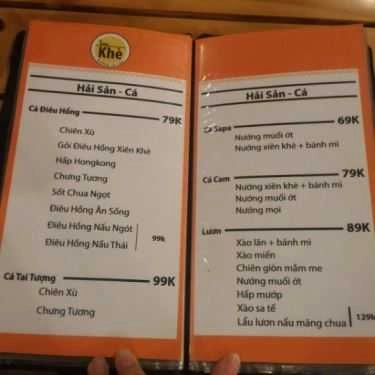 Khè
Hải Sản - Cá
Cá Điêu Hồng 79K
Chiên Xù
Gỏi Điêu Hồng Xiên Khè
Hấp Hongkong
Chưng Tương
Sốt Chua Ngọt
Điêu Hồng Ăn Sống
Điêu Hồng Nấu Ngót
Điêu Hồng Nấu Thái
99k
Cá Tai Tượng 99K
Chiên Xù
Chưng Tương
Hải Sản - Cá
Cá Sapa 69K
Nướng muối ớt
Nướng xiên khè + bánh mì
Cá Cam 79K
Nướng xiên khè + bánh mì
Nướng muối ớt
Nướng mọi
Lươn 89K
Xào lăn + bánh mì
Xào miến
Chiên giòn mắm me
Nướng muối ớt
Hấp mướp
Xào sa tế
Lẩu lươn nấu măng chua
129k